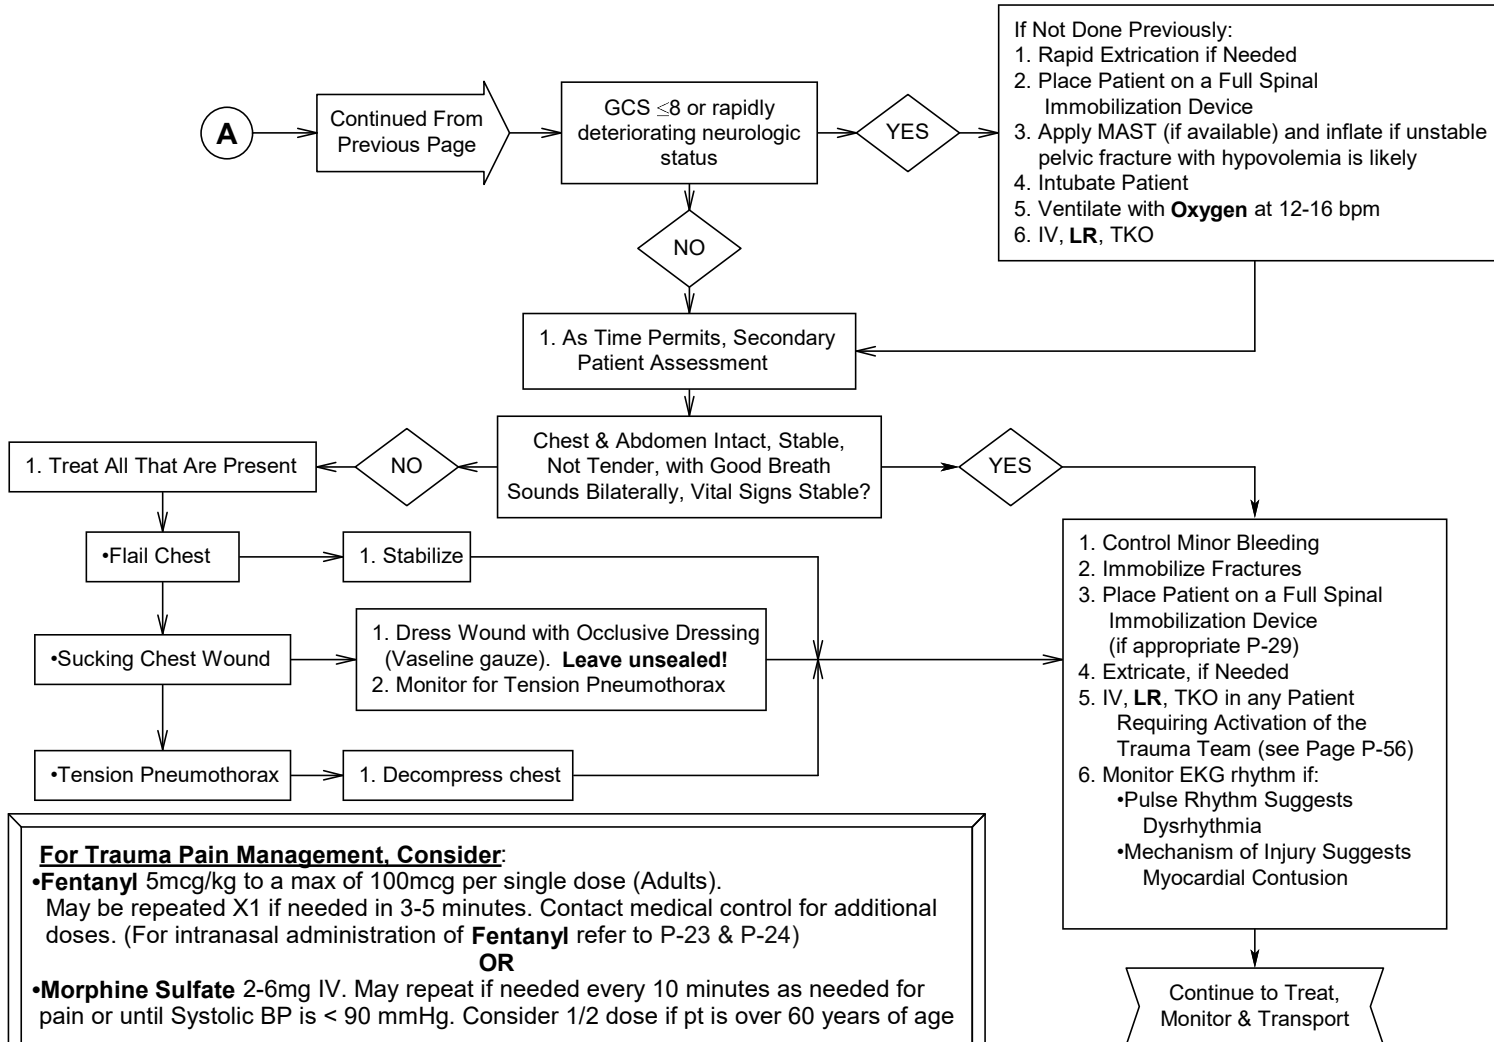 A
Continued From
Previous Page
GCS ≤8 or rapidly
deteriorating neurologic
status
YES
If Not Done Previously:
1. Rapid Extrication if Needed
2. Place Patient on a Full Spinal
Immobilization Device
3. Apply MAST (if available) and inflate if unstable
pelvic fracture with hypovolemia is likely
4. Intubate Patient
5. Ventilate with Oxygen at 12-16 bpm
6. IV, LR, TKO
NO
1. As Time Permits, Secondary
Patient Assessment
Chest & Abdomen Intact, Stable,
Not Tender, with Good Breath
Sounds Bilaterally, Vital Signs Stable?
NO
YES
1. Treat All That Are Present
•Flail Chest
1. Stabilize
•Sucking Chest Wound
1. Dress Wound with Occlusive Dressing
(Vaseline gauze). Leave unsealed!
2. Monitor for Tension Pneumothorax
•Tension Pneumothorax
1. Decompress chest
1. Control Minor Bleeding
2. Immobilize Fractures
3. Place Patient on a Full Spinal
Immobilization Device
(if appropriate P-29)
4. Extricate, if Needed
5. IV, LR, TKO in any Patient
Requiring Activation of the
Trauma Team (see Page P-56)
6. Monitor EKG rhythm if:
•Pulse Rhythm Suggests
Dysrhythmia
•Mechanism of Injury Suggests
Myocardial Contusion
For Trauma Pain Management, Consider:
•Fentanyl 5mcg/kg to a max of 100mcg per single dose (Adults).
May be repeated X1 if needed in 3-5 minutes. Contact medical control for additional
doses. (For intranasal administration of Fentanyl refer to P-23 & P-24)
OR
•Morphine Sulfate 2-6mg IV. May repeat if needed every 10 minutes as needed for
pain or until Systolic BP is < 90 mmHg. Consider 1/2 dose if pt is over 60 years of age
Continue to Treat,
Monitor & Transport